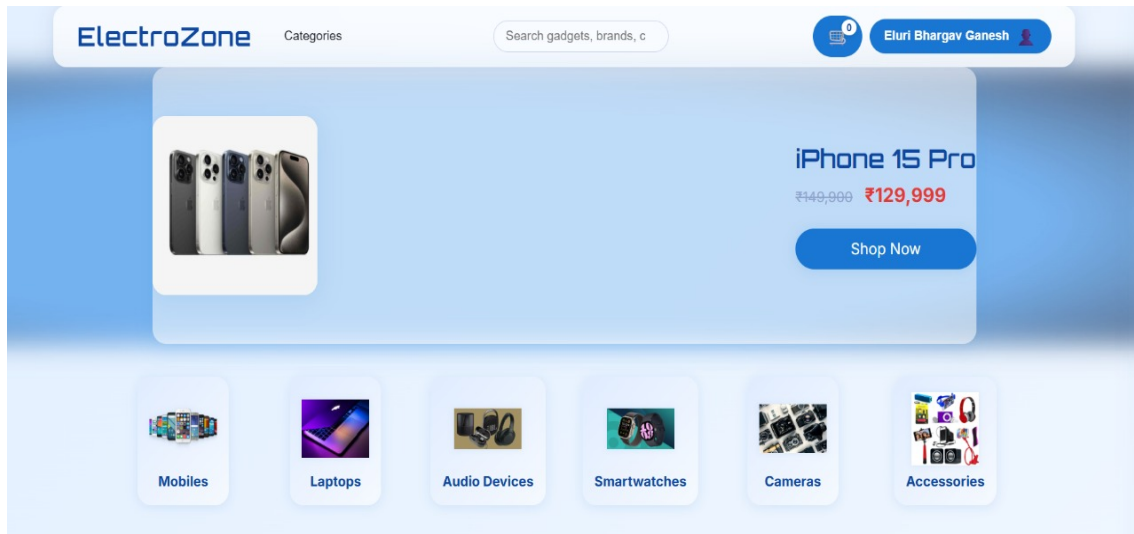 ElectroZone
Categories
Search gadgets, brands, c
0
Eluri Bhargav Ganesh
iPhone 15 Pro
₹149,900 ₹129,999
Shop Now
Mobiles
Laptops
Audio Devices
Smartwatches
Cameras
Accessories